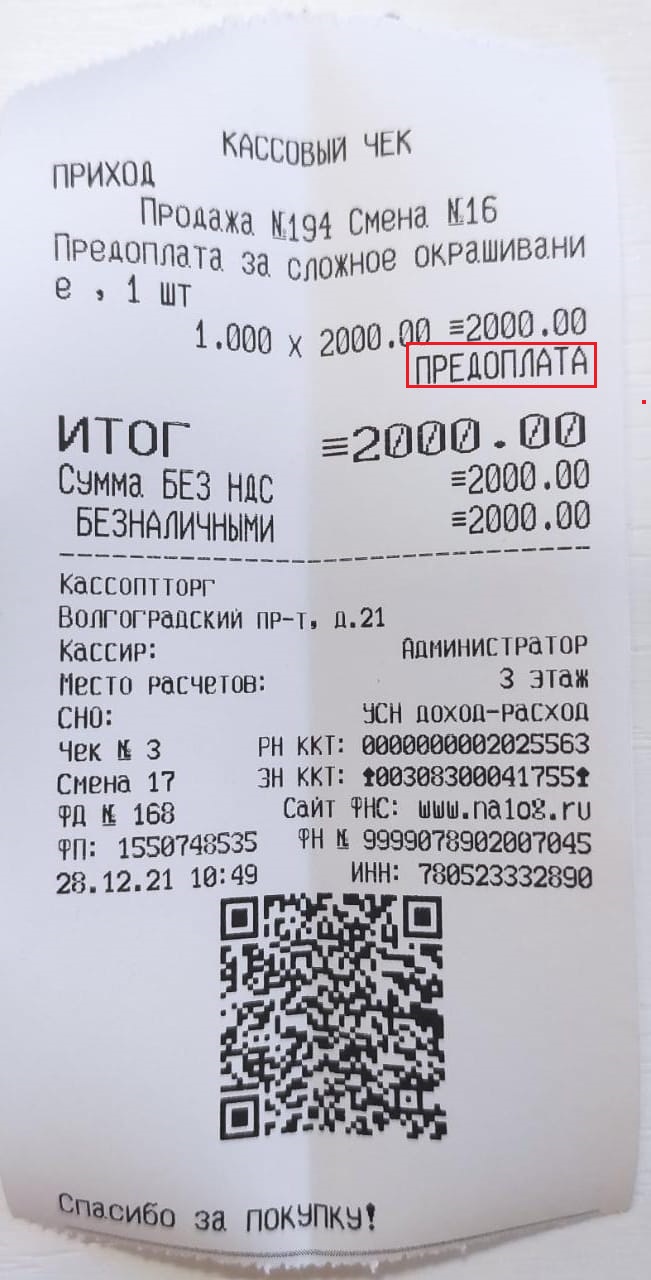 КАССОВЫЙ ЧЕК
ПРИХОД
Продажа №194 Смена №16
Предоплата за сложное окрашивани
е , 1 шт
1.000 х 2000.00 ≡2000.00
ПРЕДОПЛАТА
ИТОГ ≡2000.00
Сумма БЕЗ НДС ≡2000.00
БЕЗНАЛИЧНЫМИ ≡2000.00
Кассоптторг
Волгоградский пр-т, д.21
Кассир: Администратор
Место расчетов: 3 этаж
СНО: УСН доход-расход
Чек № 3 РН ККТ: 0000000002025563
Смена 17 ЗН ККТ: 00308300041755
ФД № 168 Сайт ФНС: www.nalog.ru
ФП: 1550748535 ФН № 9999078902007045
28.12.21 10:49 ИНН: 780523332890
Спасибо за покупку!